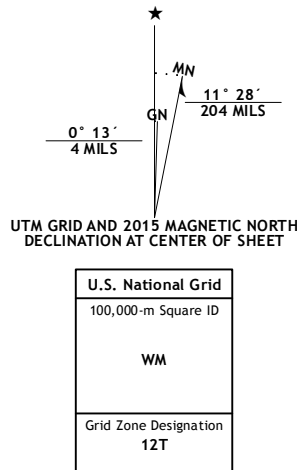 ★
MN
GN
11° 28´
204 MILS
0° 13´
4 MILS
UTM GRID AND 2015 MAGNETIC NORTH
DECLINATION AT CENTER OF SHEET
U.S. National Grid
100,000-m Square ID
WM
Grid Zone Designation
12T